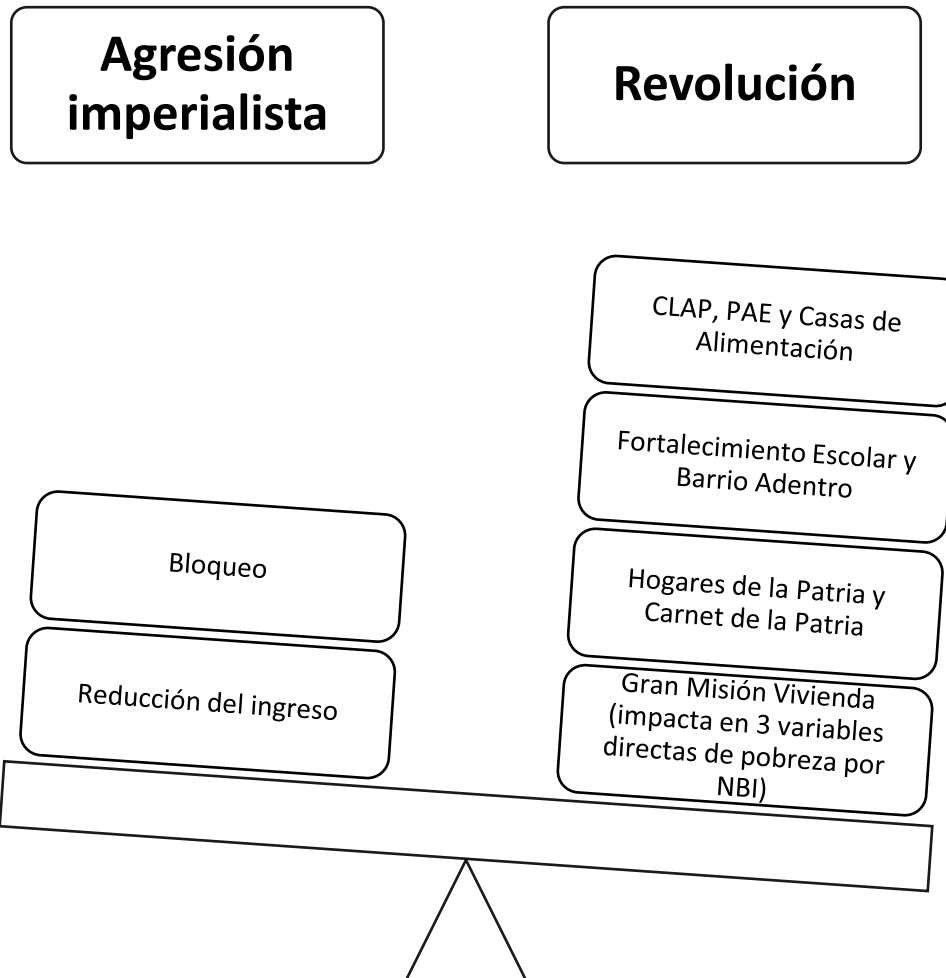 Agresión
imperialista
Revolución
CLAP, PAE y Casas de
Alimentación
Fortalecimiento Escolar y
Barrio Adentro
Bloqueo
Hogares de la Patria y
Carnet de la Patria
Reducción del ingreso
Gran Misión Vivienda
(impacta en 3 variables
directas de pobreza por
NBI)